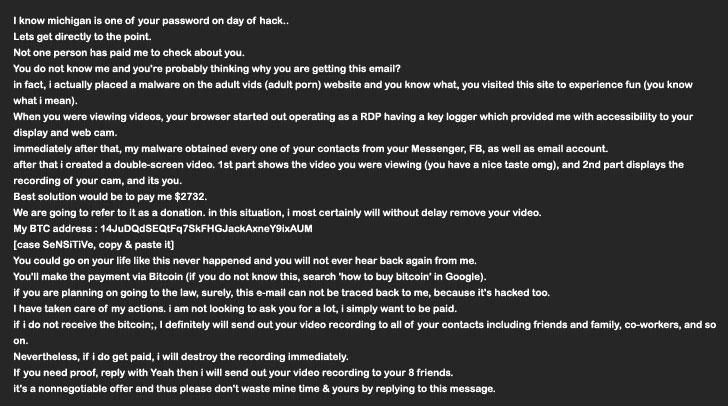 I know michigan is one of your password on day of hack..
Lets get directly to the point.
Not one person has paid me to check about you.
You do not know me and you're probably thinking why you are getting this email?
in fact, i actually placed a malware on the adult vids (adult porn) website and you know what, you visited this site to experience fun (you know
what i mean).
When you were viewing videos, your browser started out operating as a RDP having a key logger which provided me with accessibility to your
display and web cam.
immediately after that, my malware obtained every one of your contacts from your Messenger, FB, as well as email account.
after that i created a double-screen video. 1st part shows the video you were viewing (you have a nice taste omg), and 2nd part displays the
recording of your cam, and its you.
Best solution would be to pay me $2732.
We are going to refer to it as a donation. in this situation, i most certainly will without delay remove your video.
My BTC address : 14JuDQdSEQtFq7SkFHGJackAxneY9ixAUM
[case SeNSiTiVe, copy & paste it]
You could go on your life like this never happened and you will not ever hear back again from me.
You'll make the payment via Bitcoin (if you do not know this, search 'how to buy bitcoin' in Google).
if you are planning on going to the law, surely, this e-mail can not be traced back to me, because it's hacked too.
I have taken care of my actions. i am not looking to ask you for a lot, i simply want to be paid.
if i do not receive the bitcoin;, I definitely will send out your video recording to all of your contacts including friends and family, co-workers, and so
on.
Nevertheless, if i do get paid, i will destroy the recording immediately.
If you need proof, reply with Yeah then i will send out your video recording to your 8 friends.
it's a nonnegotiable offer and thus please don't waste mine time & yours by replying to this message.